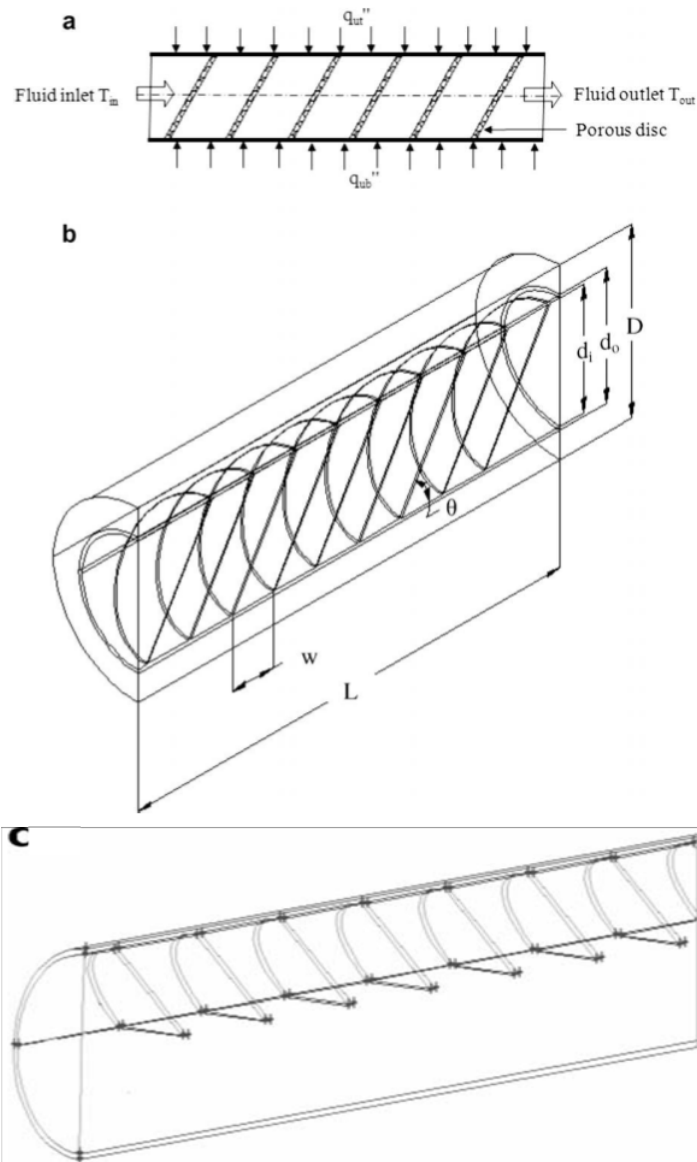 a
q_ut"
Fluid inlet T_in
Fluid outlet T_out
Porous disc
q_ub"
b
D
d_o
d_i
θ
w
L
c